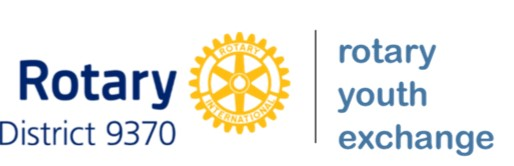 Rotary
District 9370
ROTARY
INTERNATIONAL
rotary
youth
exchange